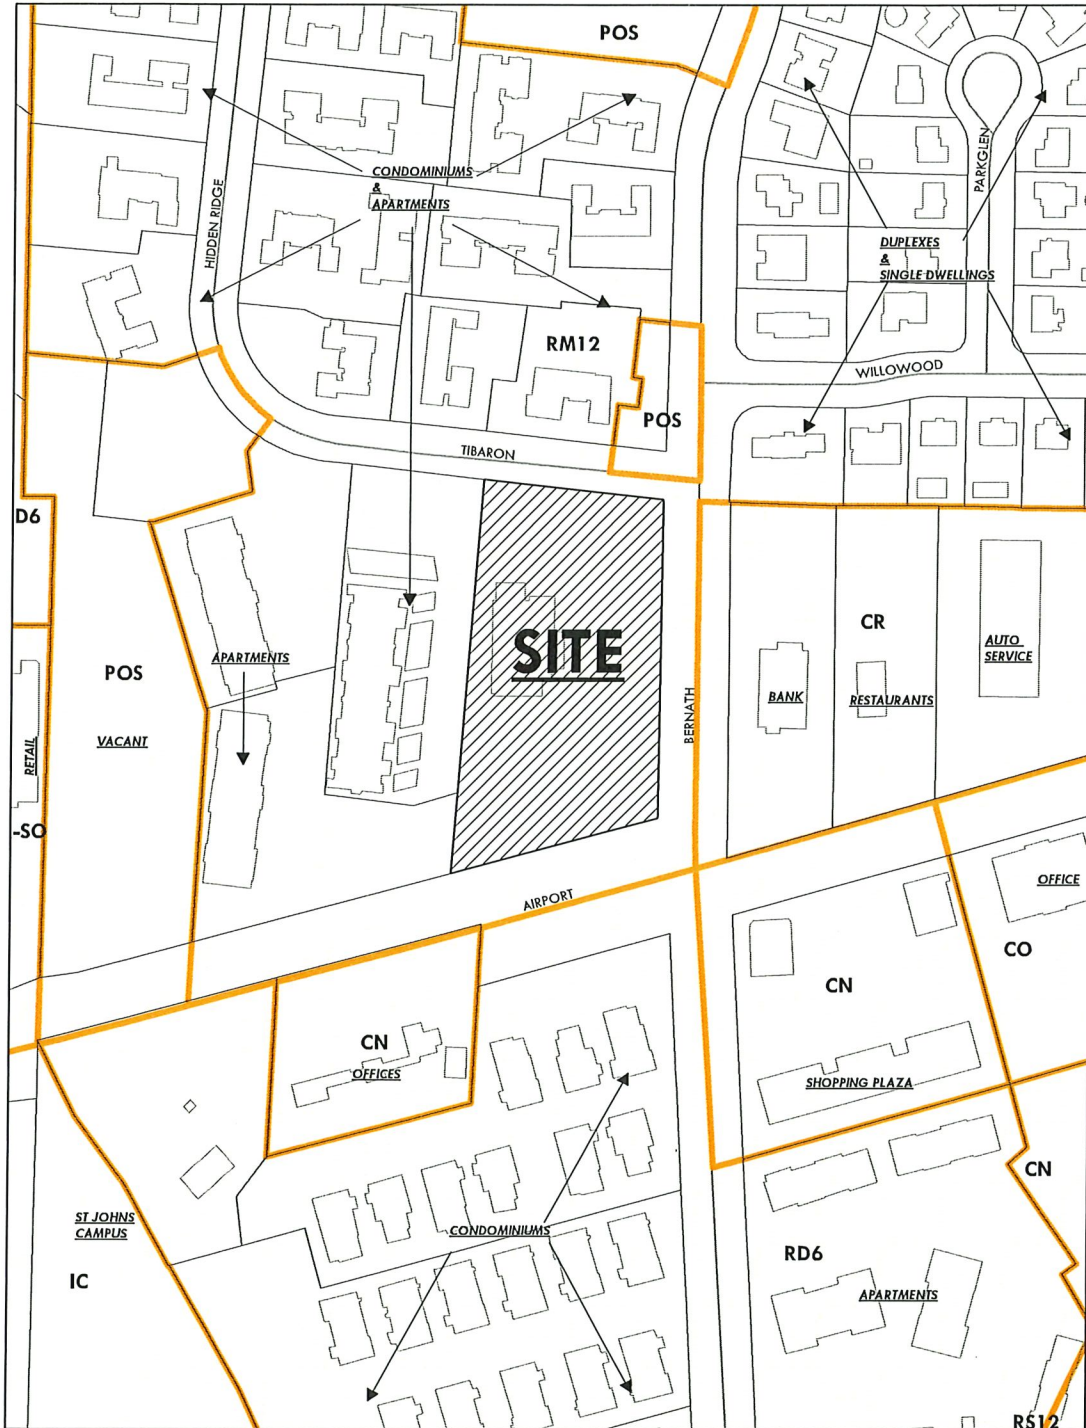 POS
CONDOMINIUMS
&
APARTMENTS
HIDDEN RIDGE
PARKGLEN
DUPLEXES
&
SINGLE DWELLINGS
RM12
WILLOWOOD
POS
TIBARON
D6
SITE
CR
AUTO
SERVICE
APARTMENTS
POS
BANK
RESTAURANTS
BERNATH
VACANT
RETAIL
-SO
OFFICE
AIRPORT
CO
CN
CN
OFFICES
SHOPPING PLAZA
CN
ST JOHNS
CAMPUS
CONDOMINIUMS
RD6
IC
APARTMENTS
RS12